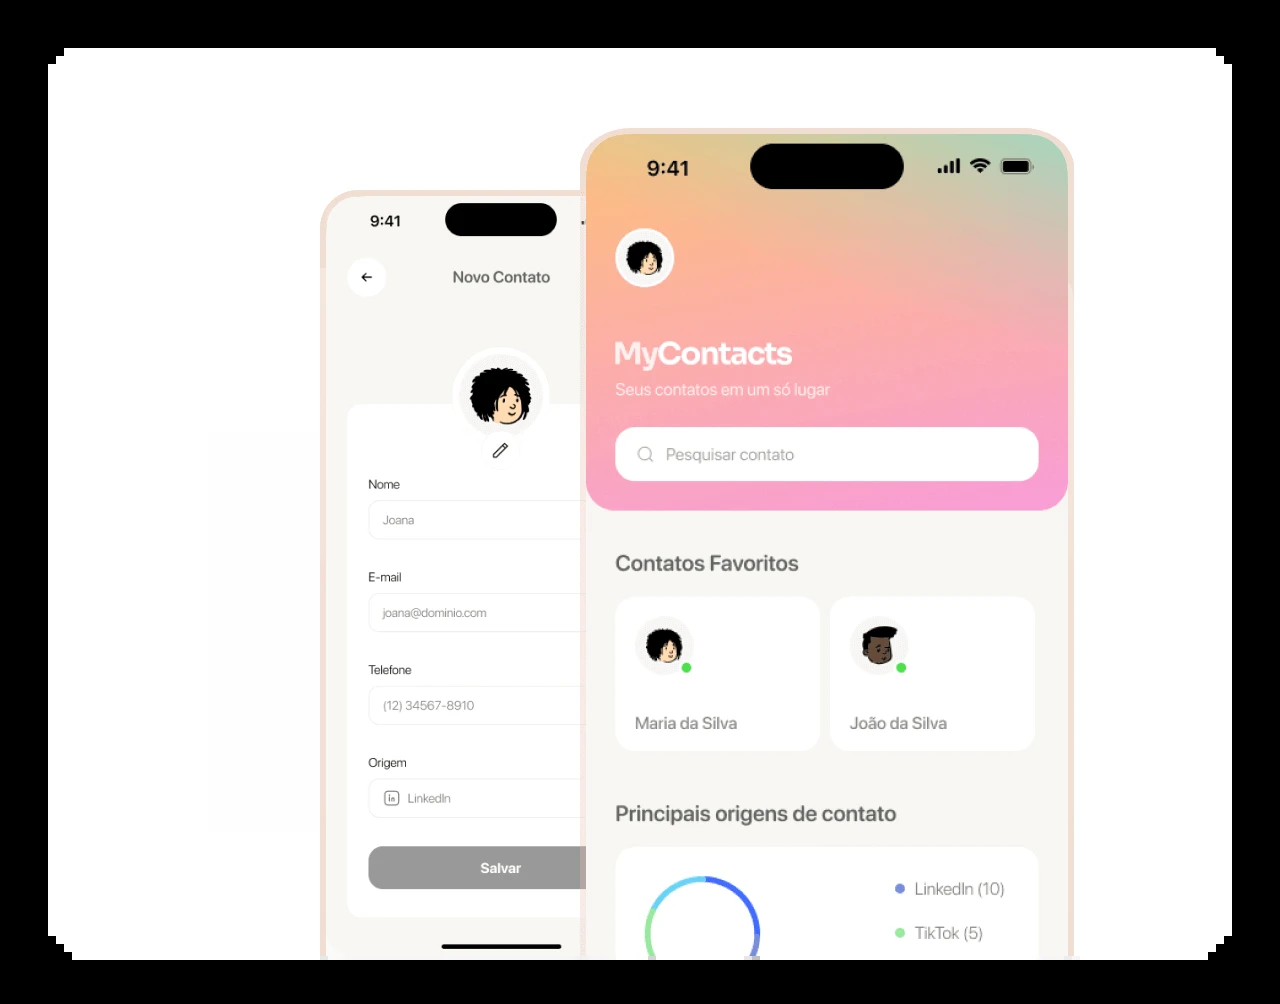 9:41
Novo Contato
Nome
Joana
E-mail
joana@dominio.com
Telefone
(12) 34567-8910
Origem
in LinkedIn
Salvar
9:41
MyContacts
Seus contatos em um só lugar
Pesquisar contato
Contatos Favoritos
Maria da Silva
João da Silva
Principais origens de contato
LinkedIn (10)
TikTok (5)